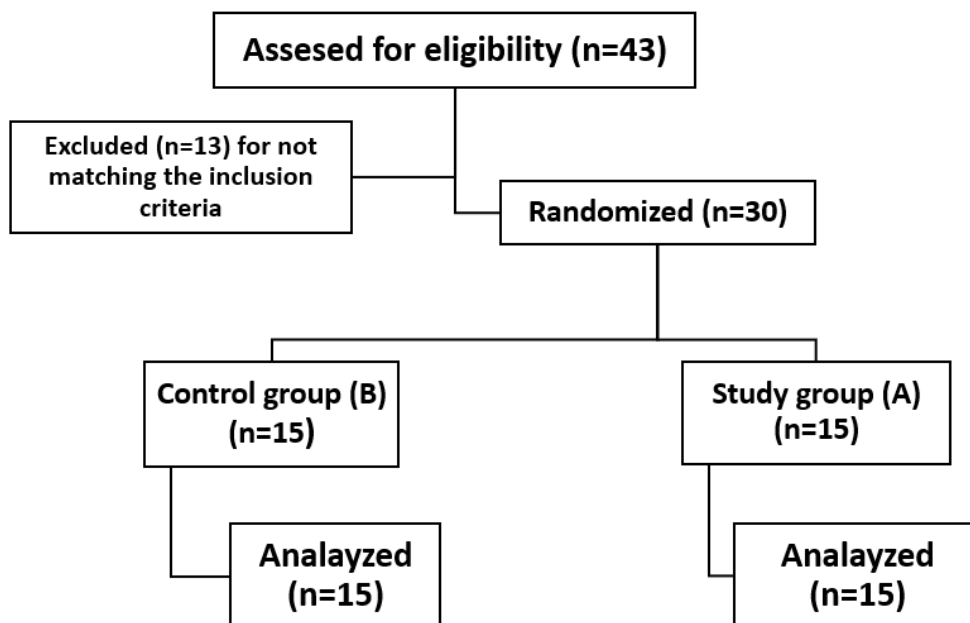 Assesed for eligibility (n=43)
Excluded (n=13) for not
matching the inclusion
criteria
Randomized (n=30)
Control group (B)
(n=15)
Study group (A)
(n=15)
Analayzed
(n=15)
Analayzed
(n=15)